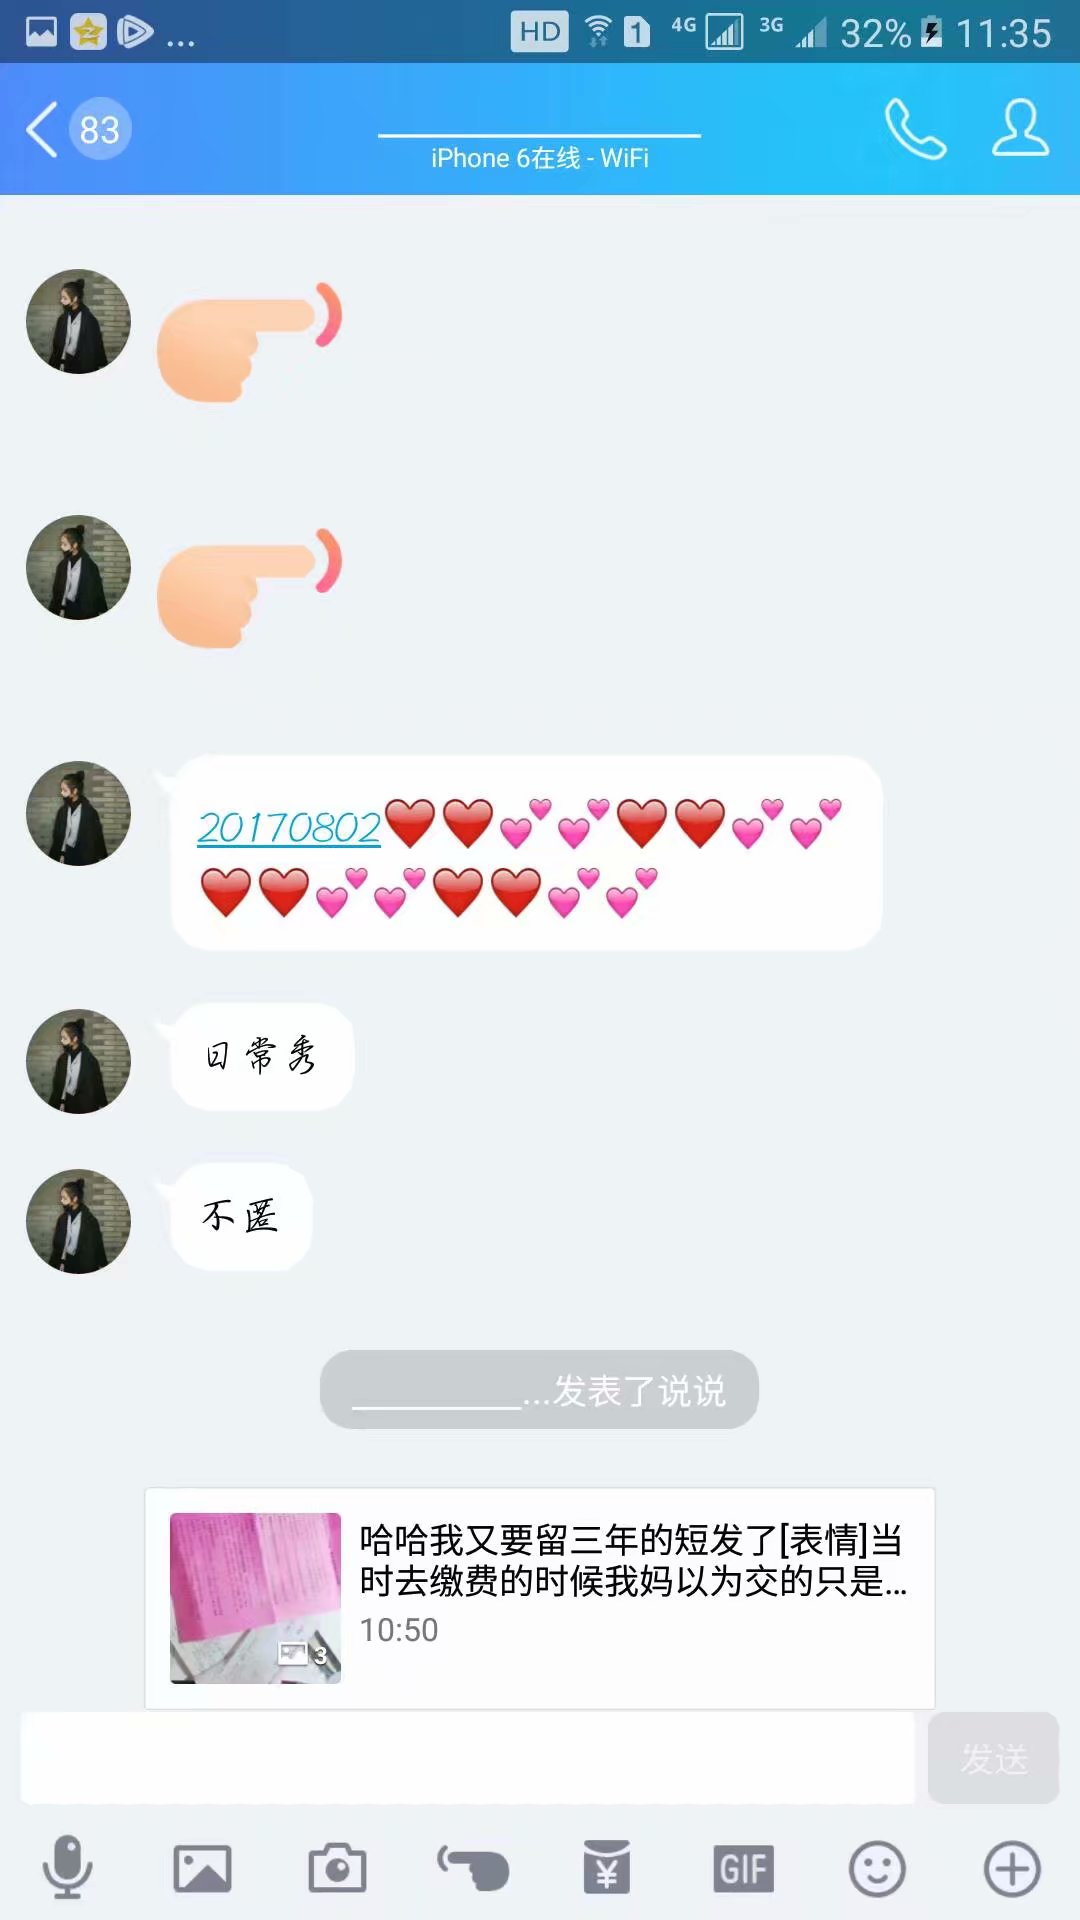 ... HD 1 4G 3G 32% 11:35
83
iPhone 6在线 - WiFi
20170802❤️❤️💕💕❤️❤️💕💕
❤️❤️💕💕❤️❤️💕💕
日常秀
不匿
__________...发表了说说
哈哈我又要留三年的短发了[表情]当
时去缴费的时候我妈以为交的只是...
3
10:50
发送
¥
GIF